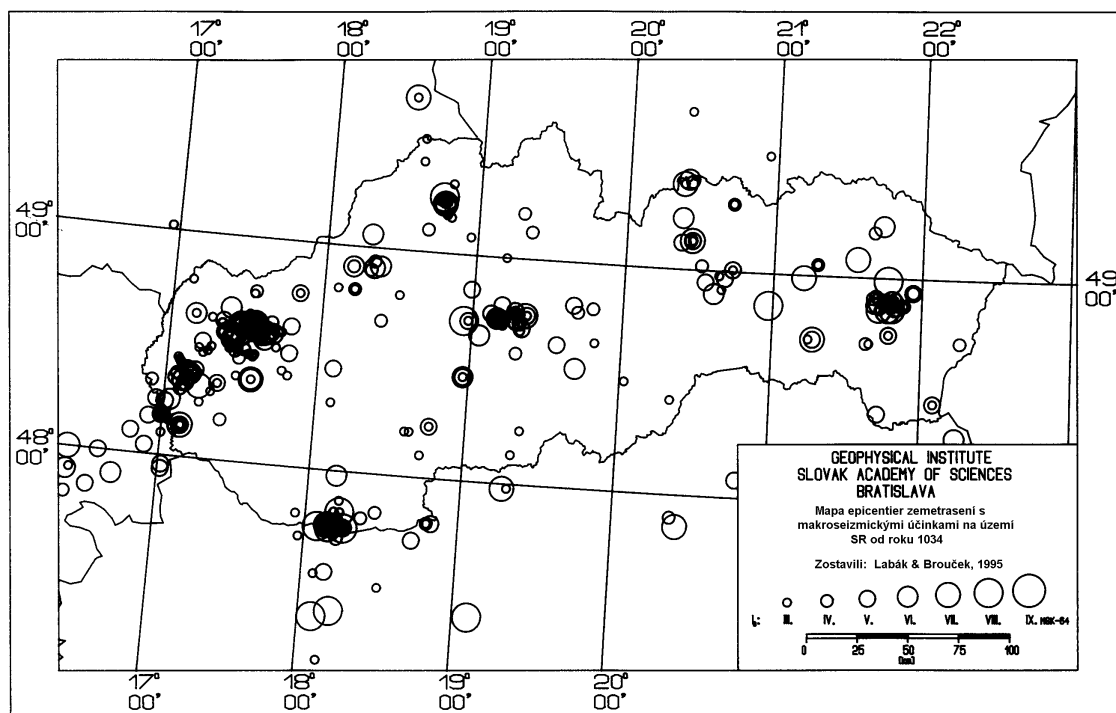 17° 00'
18° 00'
19° 00'
20° 00'
21° 00'
22° 00'
49° 00'
49° 00'
48° 00'
GEOPHYSICAL INSTITUTE
SLOVAK ACADEMY OF SCIENCES
BRATISLAVA
Mapa epicentier zemetrasení s
makroseizmickými účinkami na území
SR od roku 1034
Zostavili: Labák & Brouček, 1995
I₀: III. IV. V. VI. VII. VIII. IX. MSK-64
0 25 50 75 100
[km]
17° 00'
18° 00'
19° 00'
20° 00'